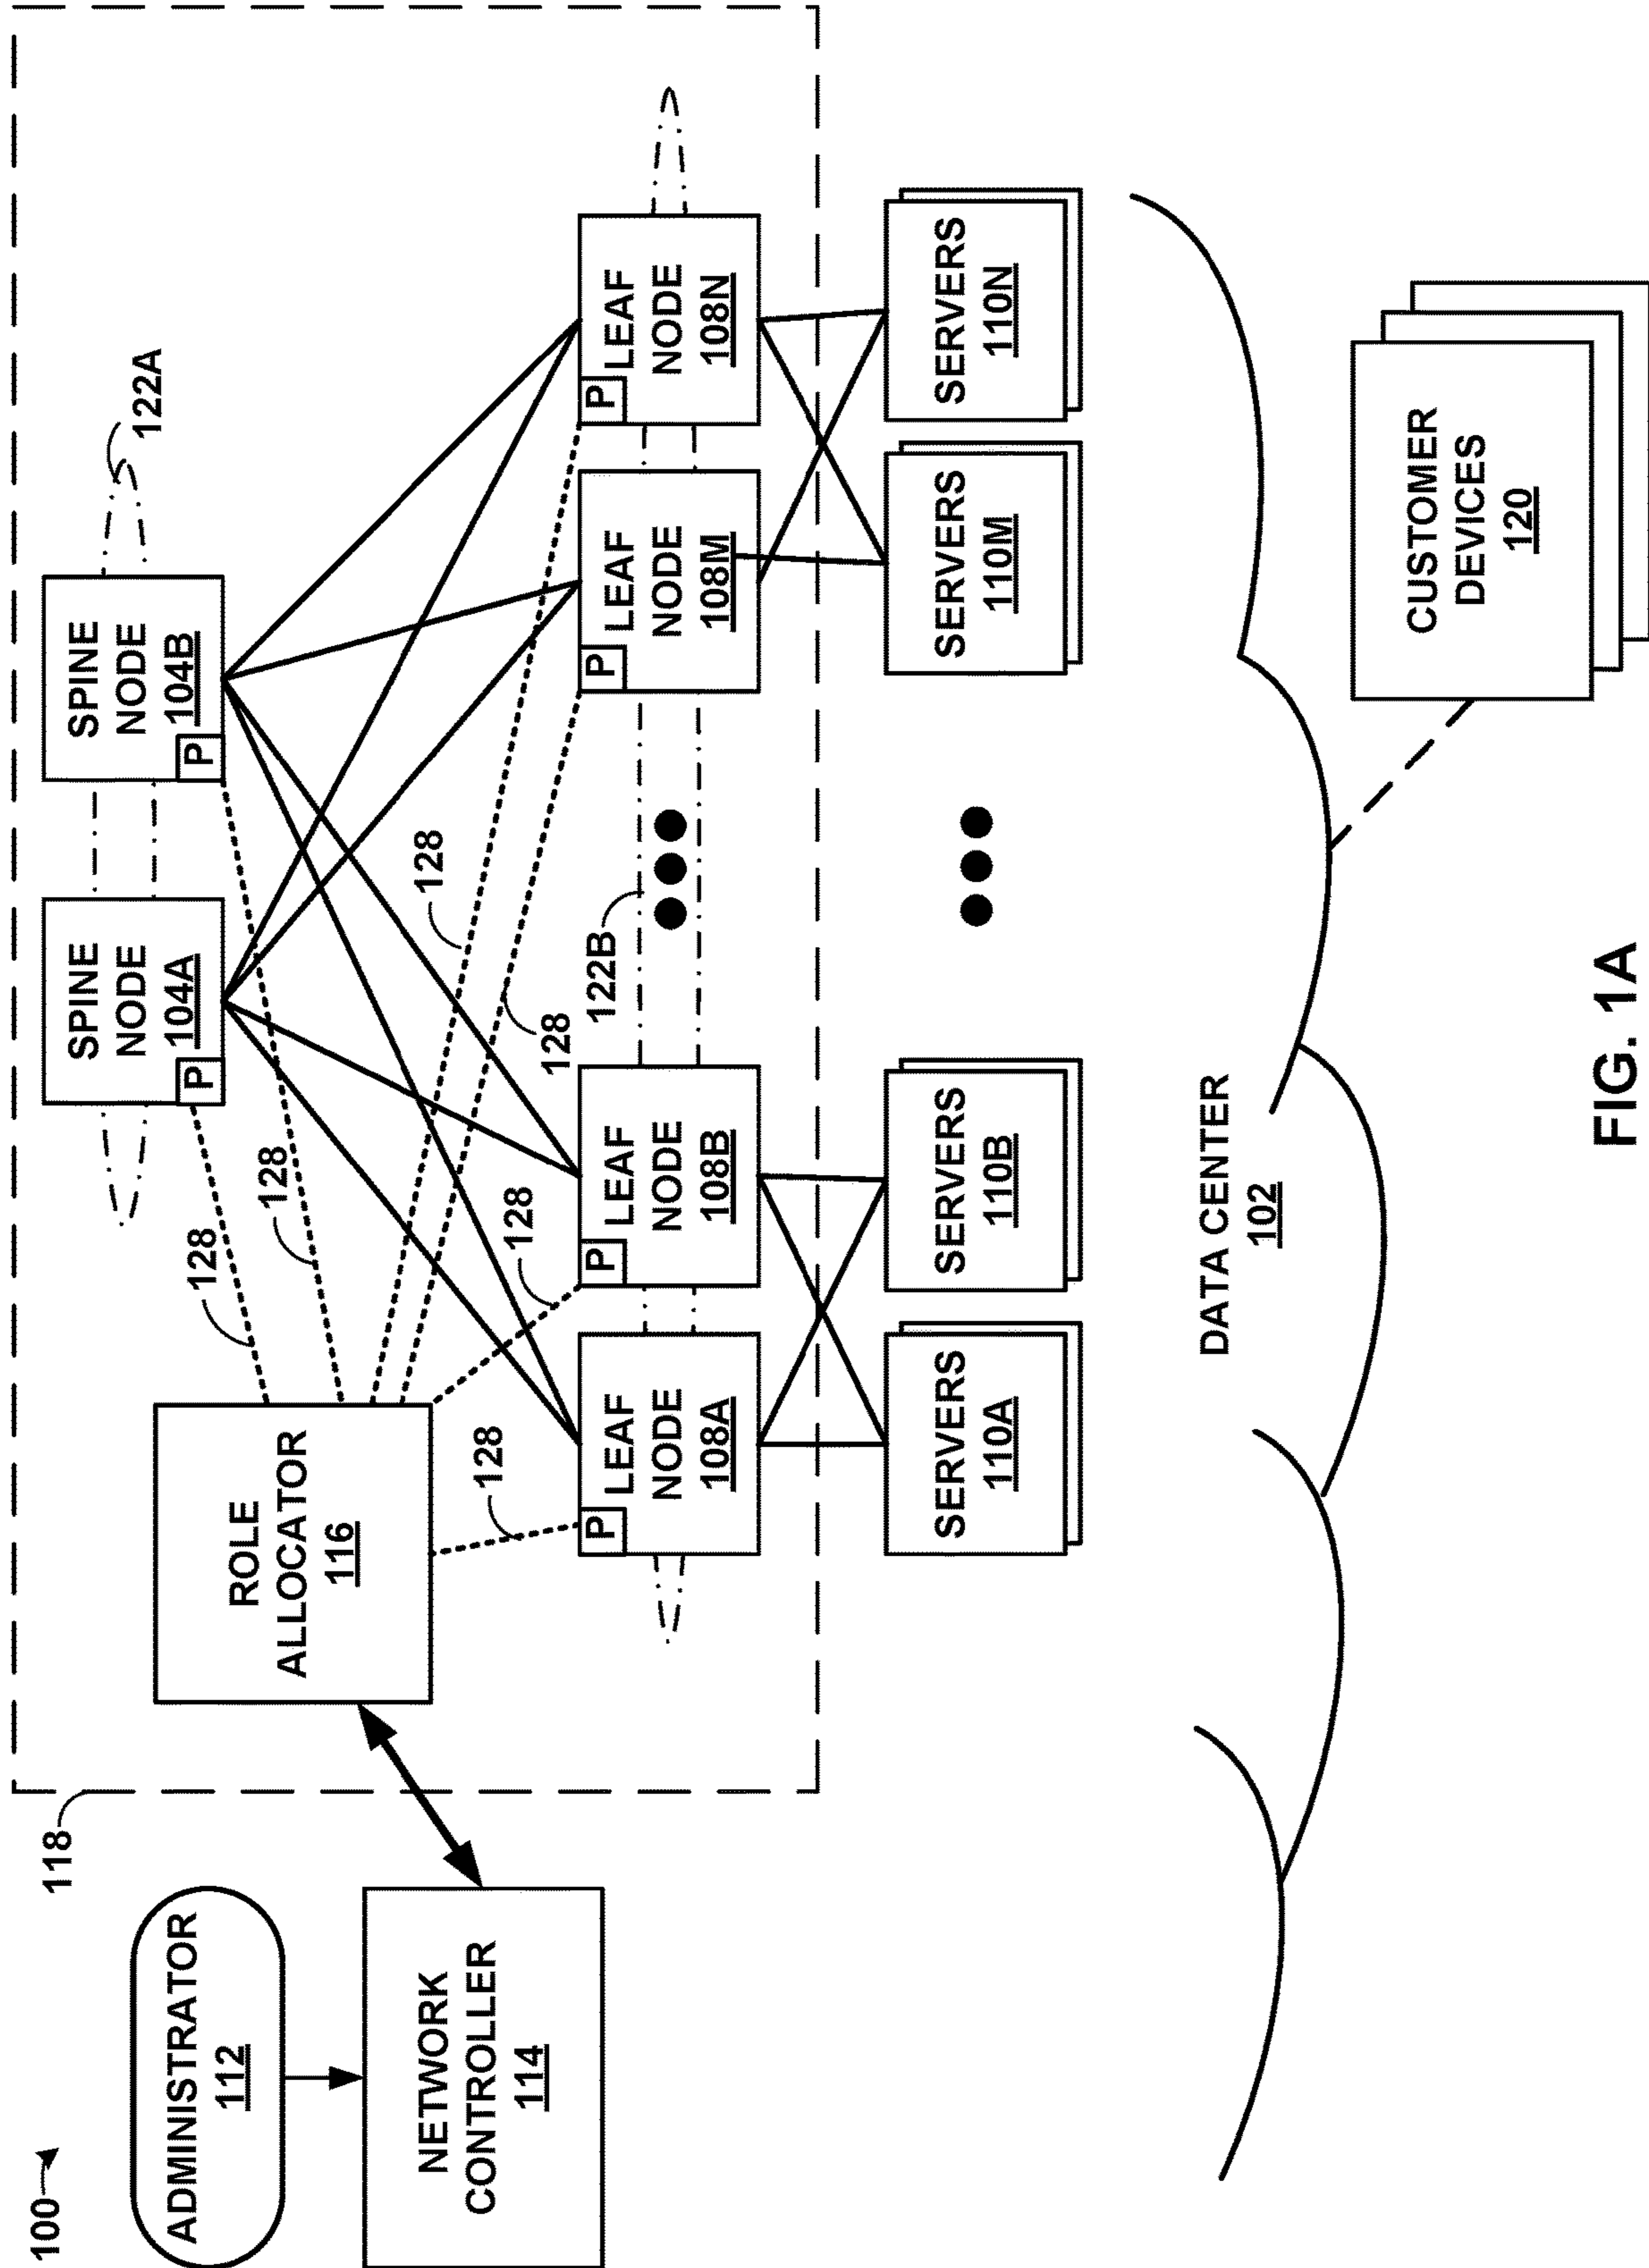 100
118
ADMINISTRATOR
112
NETWORK
CONTROLLER
114
ROLE
ALLOCATOR
116
SPINE
NODE
104A
P
SPINE
NODE
104B
P
122A
128
128
128
128
128
128
122B
P
LEAF
NODE
108A
P
LEAF
NODE
108B
P
LEAF
NODE
108M
P
LEAF
NODE
108N
SERVERS
110A
SERVERS
110B
SERVERS
110M
SERVERS
110N
DATA CENTER
102
CUSTOMER
DEVICES
120
FIG. 1A